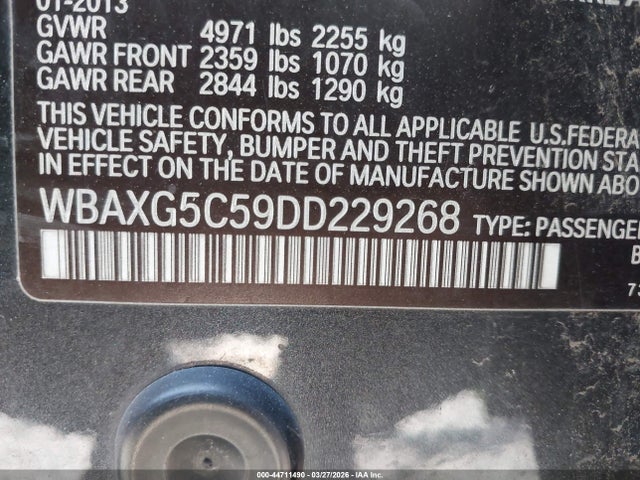 01-2013
GVWR 4971 lbs 2255 kg
GAWR FRONT 2359 lbs 1070 kg
GAWR REAR 2844 lbs 1290 kg
THIS VEHICLE CONFORMS TO ALL APPLICABLE U.S.FEDERA
VEHICLE SAFETY, BUMPER AND THEFT PREVENTION STA
IN EFFECT ON THE DATE OF MANUFACTURE SHOWN ABO
WBAXG5C59DD229268 TYPE: PASSENGE
000-44711490 - 03/27/2026 - IAA Inc.